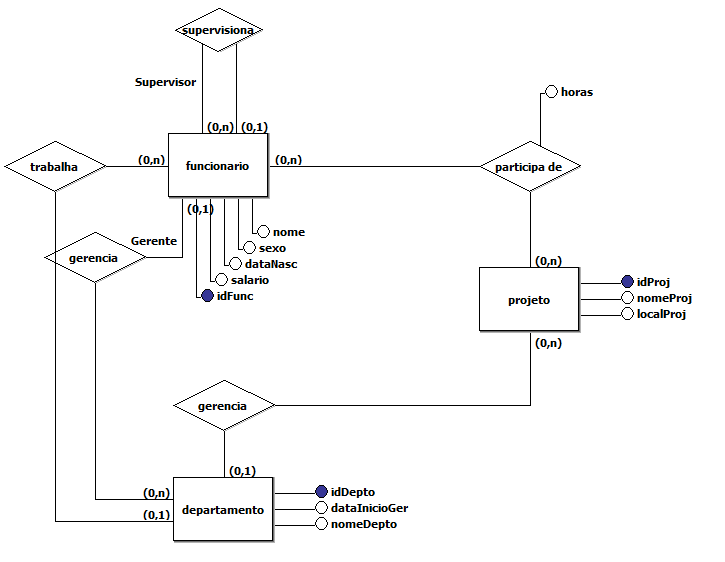 supervisiona
Supervisor
horas
(0,n) (0,1)
trabalha
(0,n)
funcionario
(0,n)
participa de
(0,1)
Gerente
nome
gerencia
sexo
dataNasc
(0,n)
salario
idProj
idFunc
projeto
nomeProj
localProj
(0,n)
gerencia
(0,1)
(0,n)
idDepto
departamento
dataInicioGer
(0,1)
nomeDepto